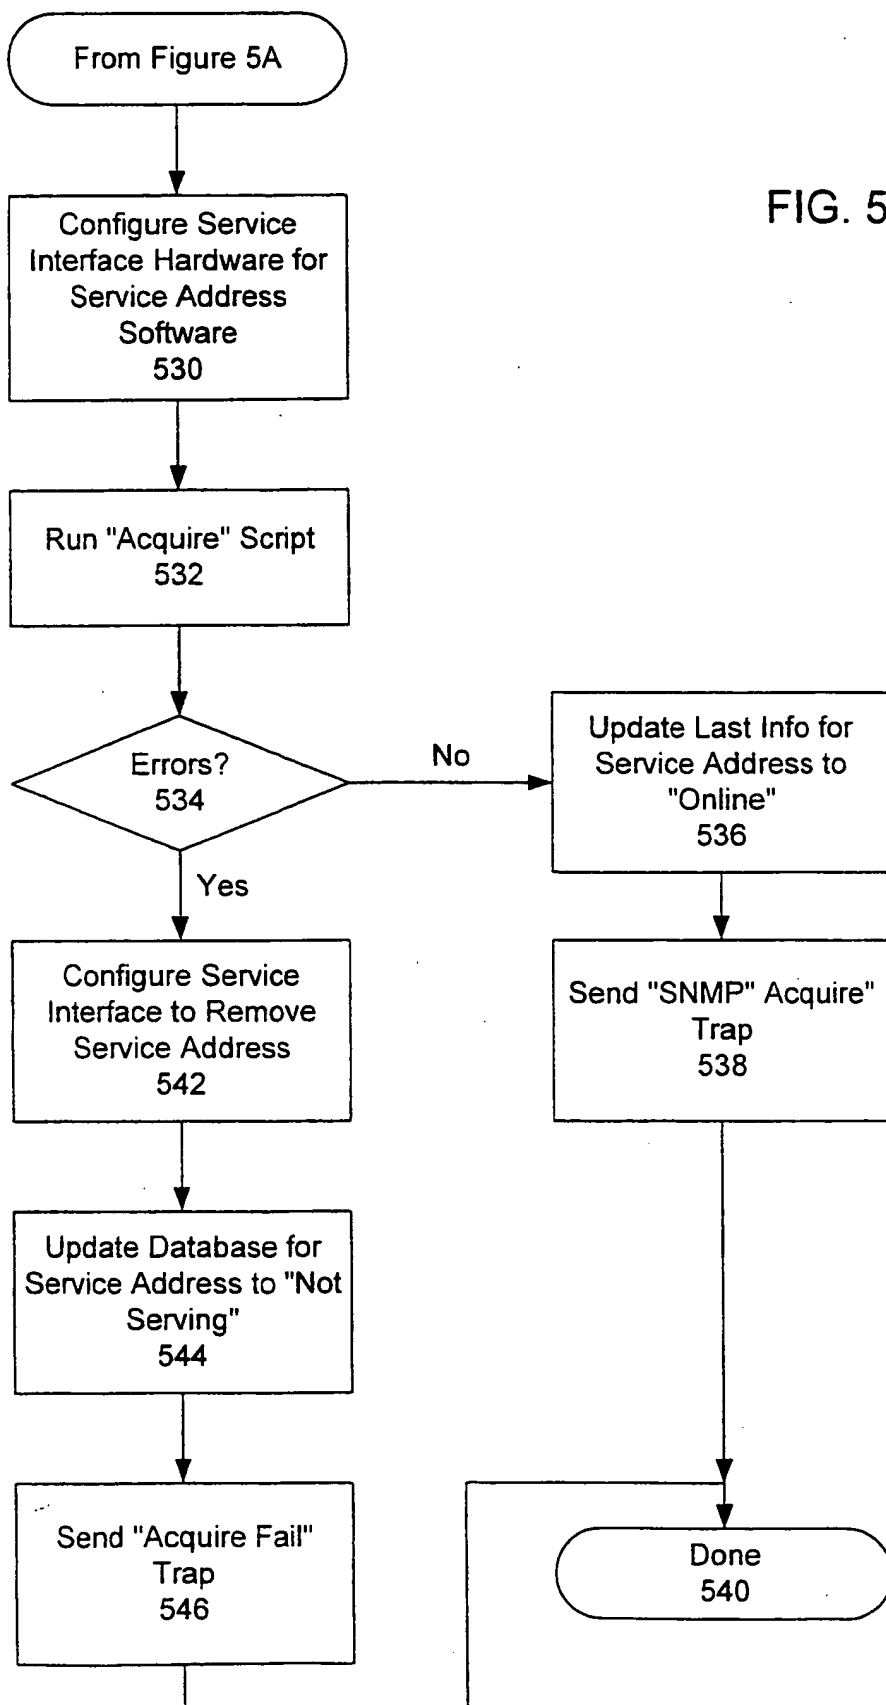 From Figure 5A
FIG. 5
Configure Service
Interface Hardware for
Service Address
Software
530
Run "Acquire" Script
532
Errors?
534
No
Yes
Update Last Info for
Service Address to
"Online"
536
Send "SNMP" Acquire"
Trap
538
Configure Service
Interface to Remove
Service Address
542
Update Database for
Service Address to "Not
Serving"
544
Send "Acquire Fail"
Trap
546
Done
540